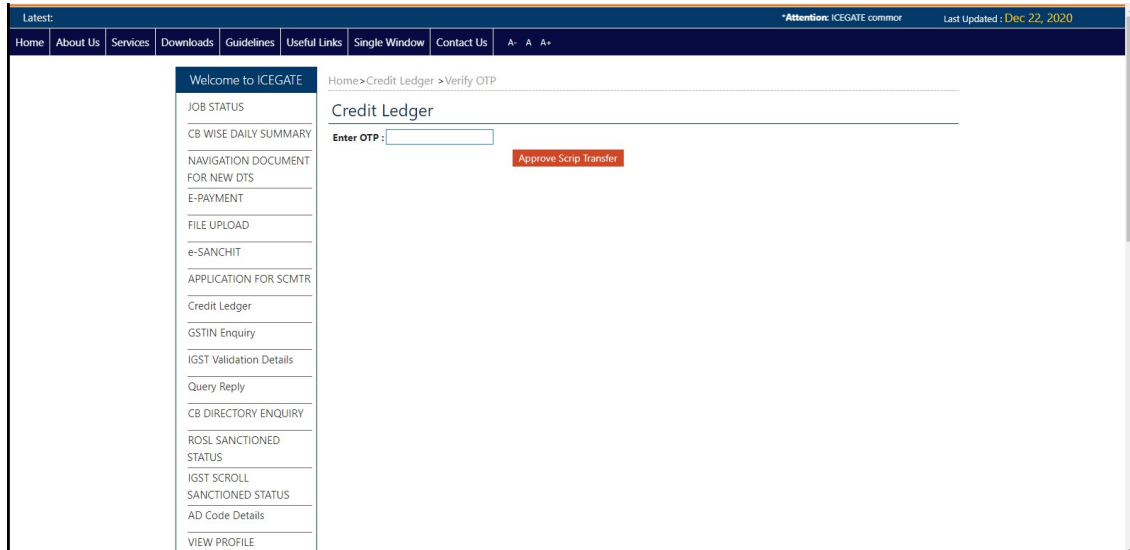 Latest:
*Attention: ICEGATE commor
Last Updated : Dec 22, 2020
Home About Us Services Downloads Guidelines Useful Links Single Window Contact Us A- A A+
Welcome to ICEGATE
JOB STATUS
CB WISE DAILY SUMMARY
NAVIGATION DOCUMENT
FOR NEW DTS
E-PAYMENT
FILE UPLOAD
e-SANCHIT
APPLICATION FOR SCMTR
Credit Ledger
GSTIN Enquiry
IGST Validation Details
Query Reply
CB DIRECTORY ENQUIRY
ROSL SANCTIONED
STATUS
IGST SCROLL
SANCTIONED STATUS
AD Code Details
VIEW PROFILE
Home>Credit Ledger >Verify OTP
Credit Ledger
Enter OTP :
Approve Scrip Transfer